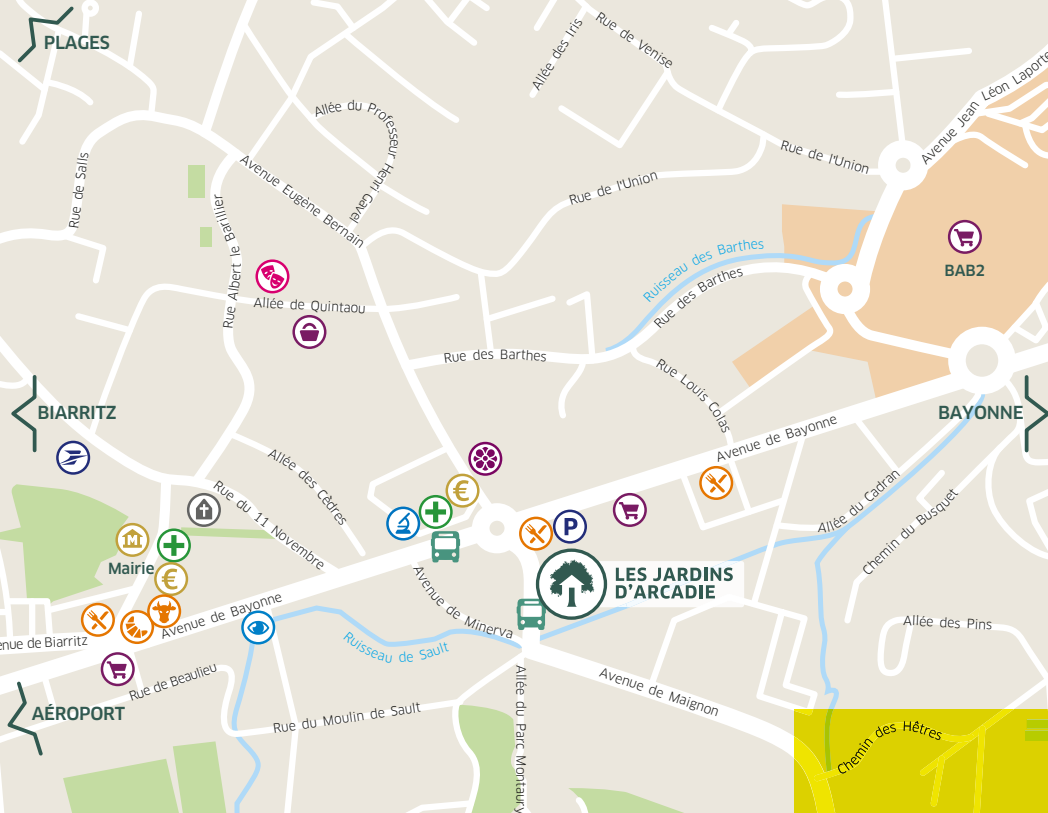 PLAGES
Allée des Iris
Rue de Venise
Avenue Jean Léon Laporte
Allée du Professeur Henri Gavel
Rue de l'Union
Rue de Salis
Avenue Eugène Bernain
Rue de l'Union
Rue Albert le Barillier
Ruisseau des Barthes
BAB2
Rue des Barthes
Allée de Quintaou
Rue des Barthes
Rue Louis Colas
BIARRITZ
BAYONNE
Avenue de Bayonne
Allée des Cèdres
Rue du 11 Novembre
€
Allée du Cadran
Chemin du Busquet
P
M
Mairie
€
LES JARDINS
D'ARCADIE
Avenue de Minerva
Avenue de Bayonne
Allée des Pins
enue de Biarritz
Ruisseau de Sault
Rue de Beaulieu
Avenue de Maignon
AÉROPORT
Rue du Moulin de Sault
Allée du Parc Montaury
Chemin des Hêtres